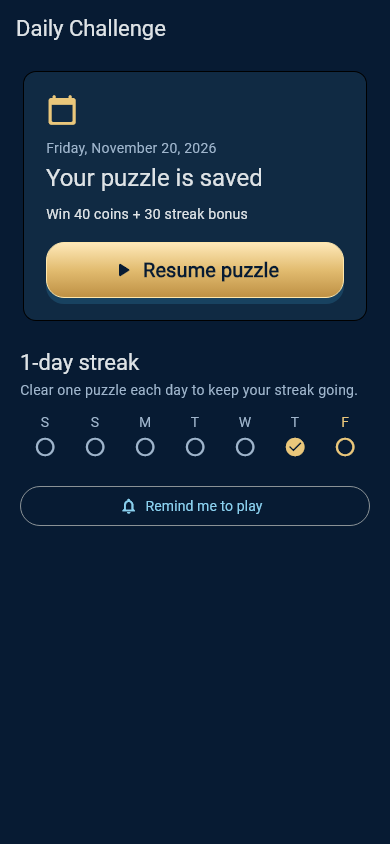 Daily Challenge
Friday, November 20, 2026
Your puzzle is saved
Win 40 coins + 30 streak bonus
Resume puzzle
1-day streak
Clear one puzzle each day to keep your streak going.
S S M T W T F
Remind me to play